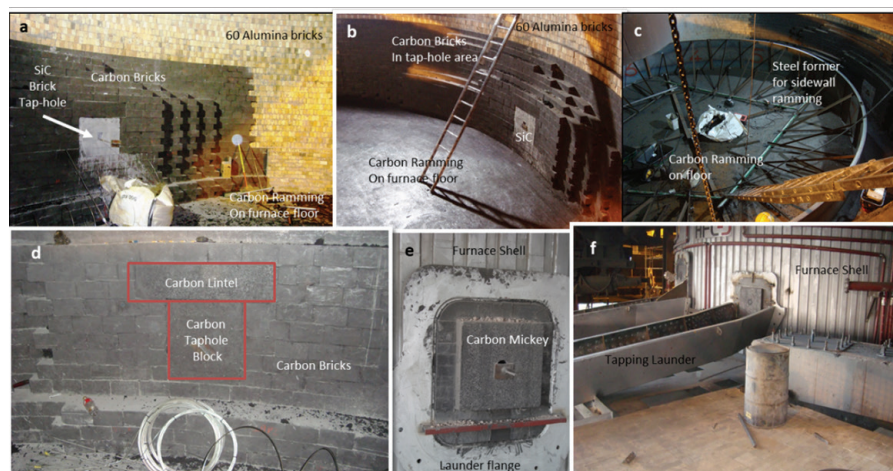 a
60 Alumina bricks
SiC
Brick
Tap-hole
Carbon Bricks
Carbon Ramming
On furnace floor
b
60 Alumina bricks
Carbon Bricks
In tap-hole area
SiC
Carbon Ramming
On furnace floor
c
Steel former
for sidewall
ramming
Carbon Ramming
on floor
d
Carbon Lintel
Carbon
Taphole
Block
Carbon Bricks
e
Furnace Shell
Carbon Mickey
Launder flange
f
Furnace Shell
Tapping Launder